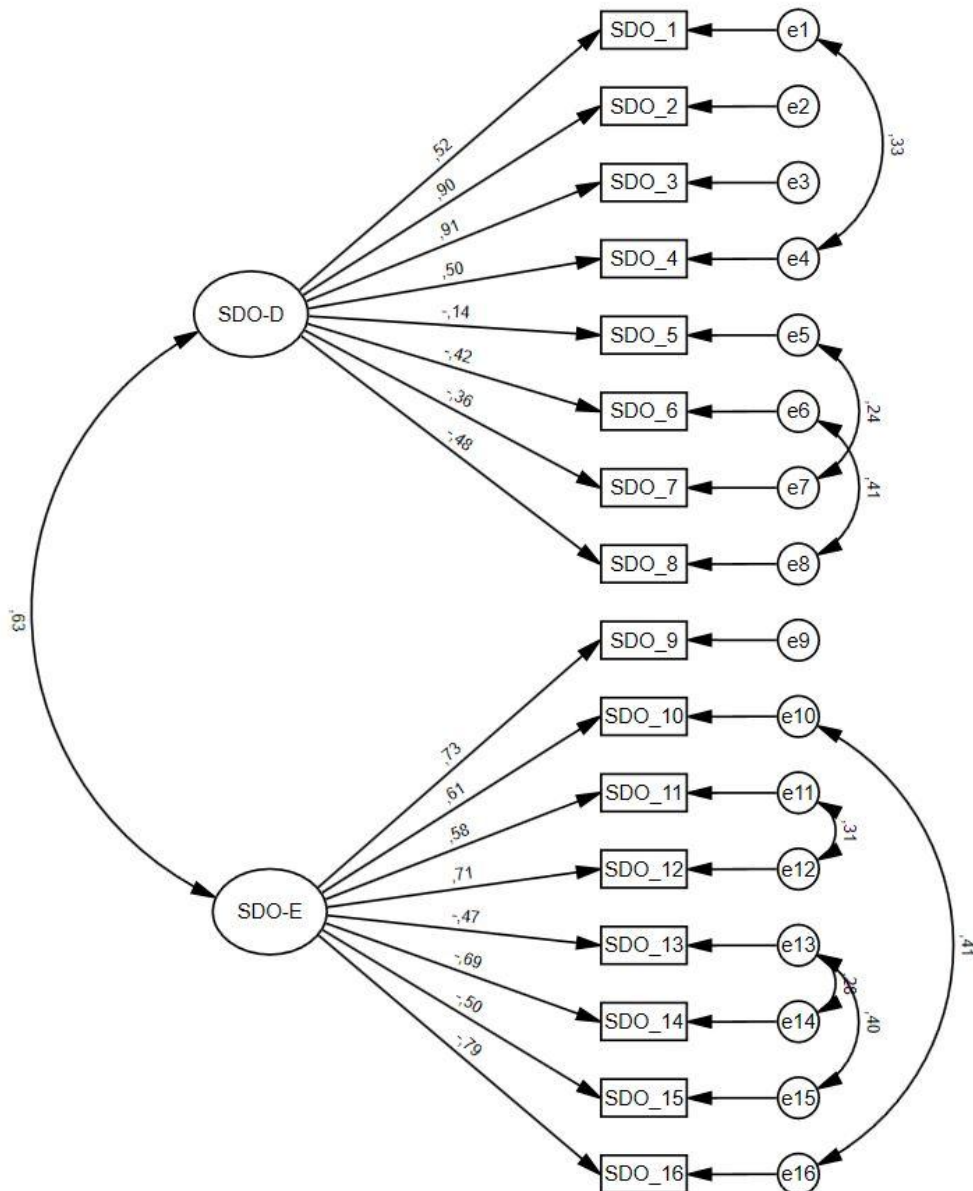 SDO_1
e1
SDO_2
e2
,52
,33
,90
SDO_3
e3
,91
SDO_4
e4
,50
SDO-D
-,14
SDO_5
e5
-,42
SDO_6
e6
,24
-,36
-,48
SDO_7
e7
,41
SDO_8
e8
,63
SDO_9
e9
SDO_10
e10
,73
,61
SDO_11
e11
,31
,58
SDO_12
e12
,71
SDO-E
-,47
SDO_13
e13
,41
-,69
,28
-,50
SDO_14
e14
,40
-,79
SDO_15
e15
SDO_16
e16